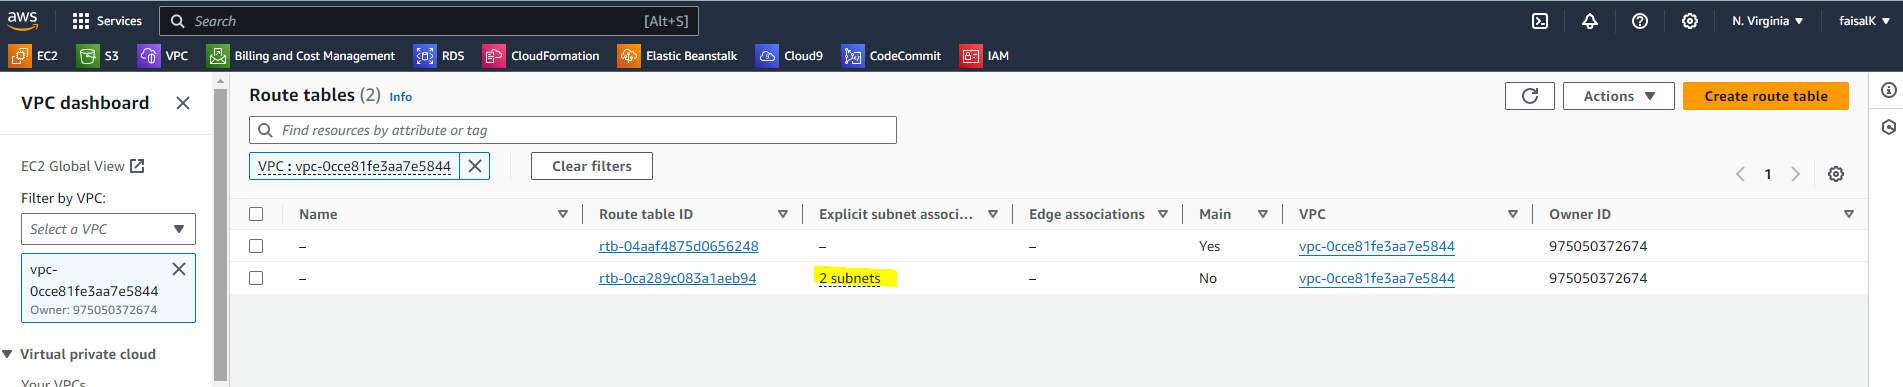 aws Services Search [Alt+S] N. Virginia faisalK
EC2 S3 VPC Billing and Cost Management RDS CloudFormation Elastic Beanstalk Cloud9 CodeCommit IAM
VPC dashboard
EC2 Global View
Filter by VPC:
Select a VPC
vpc-
0cce81fe3aa7e5844
Owner: 975050372674
Virtual private cloud
Your VPCs
Route tables (2) Info
Actions Create route table
Find resources by attribute or tag
VPC : vpc-0cce81fe3aa7e5844 Clear filters
1
Name Route table ID Explicit subnet associ... Edge associations Main VPC Owner ID
– rtb-04aaf4875d0656248 – – Yes vpc-0cce81fe3aa7e5844 975050372674
– rtb-0ca289c083a1aeb94 2 subnets – No vpc-0cce81fe3aa7e5844 975050372674